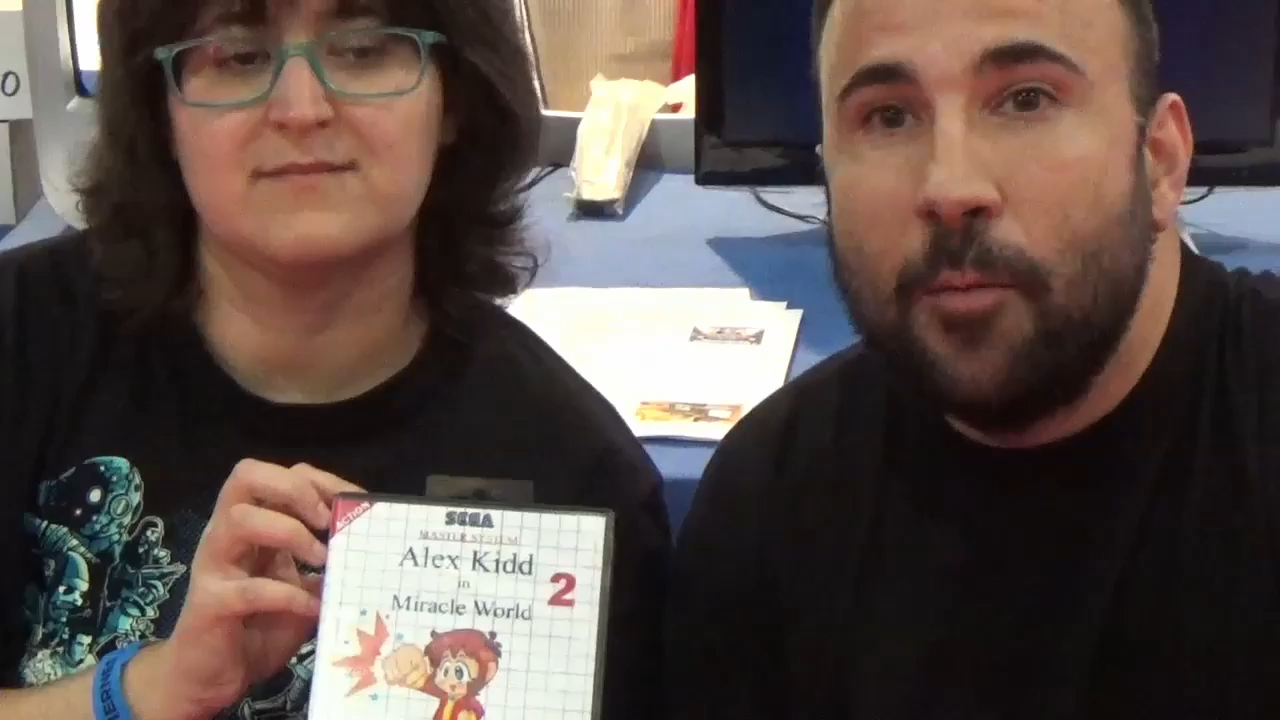 O
ACTION
SEGA
MASTER SYSTEM
Alex Kidd
in
2
Miracle World